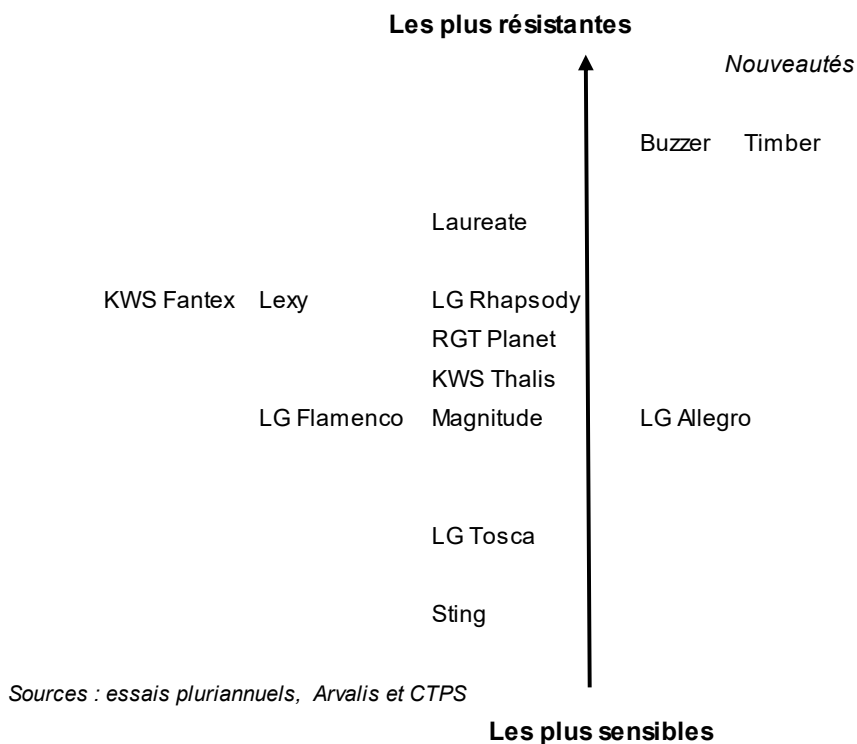 Les plus résistantes
Nouveautés
Buzzer Timber
Laureate
KWS Fantex Lexy LG Rhapsody
RGT Planet
KWS Thalis
LG Flamenco Magnitude LG Allegro
LG Tosca
Sting
Sources : essais pluriannuels, Arvalis et CTPS
Les plus sensibles